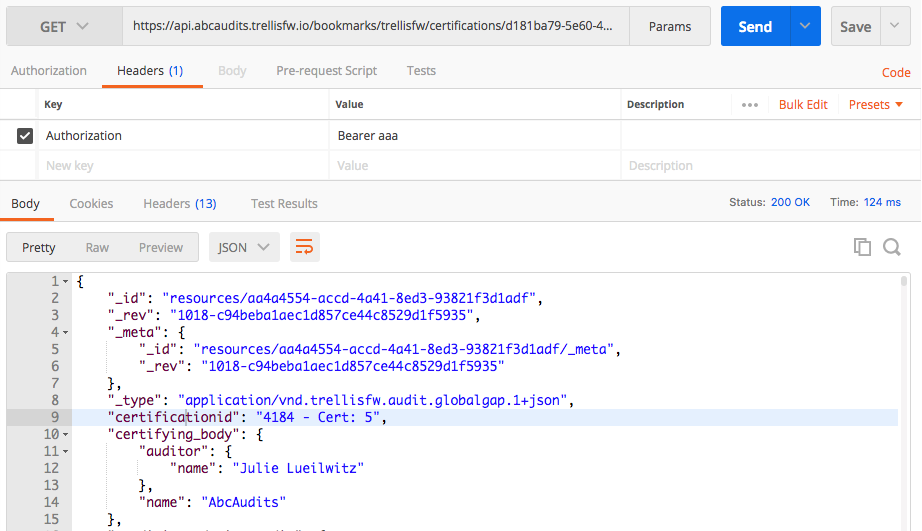 GET https://api.abcaudits.trellisfw.io/bookmarks/trellisfw/certifications/d181ba79-5e60-4... Params Send Save
Authorization Headers (1) Body Pre-request Script Tests Code
Key Value Description ••• Bulk Edit Presets
Authorization Bearer aaa
New key Value Description
Body Cookies Headers (13) Test Results Status: 200 OK Time: 124 ms
Pretty Raw Preview JSON
1 {
2 "_id": "resources/aa4a4554-accd-4a41-8ed3-93821f3d1adf",
3 "_rev": "1018-c94beba1aec1d857ce44c8529d1f5935",
4 "_meta": {
5 "_id": "resources/aa4a4554-accd-4a41-8ed3-93821f3d1adf/_meta",
6 "_rev": "1018-c94beba1aec1d857ce44c8529d1f5935"
7 },
8 "_type": "application/vnd.trellisfw.audit.globalgap.1+json",
9 "certificationid": "4184 - Cert: 5",
10 "certifying_body": {
11 "auditor": {
12 "name": "Julie Lueilwitz"
13 },
14 "name": "AbcAudits"
15 },